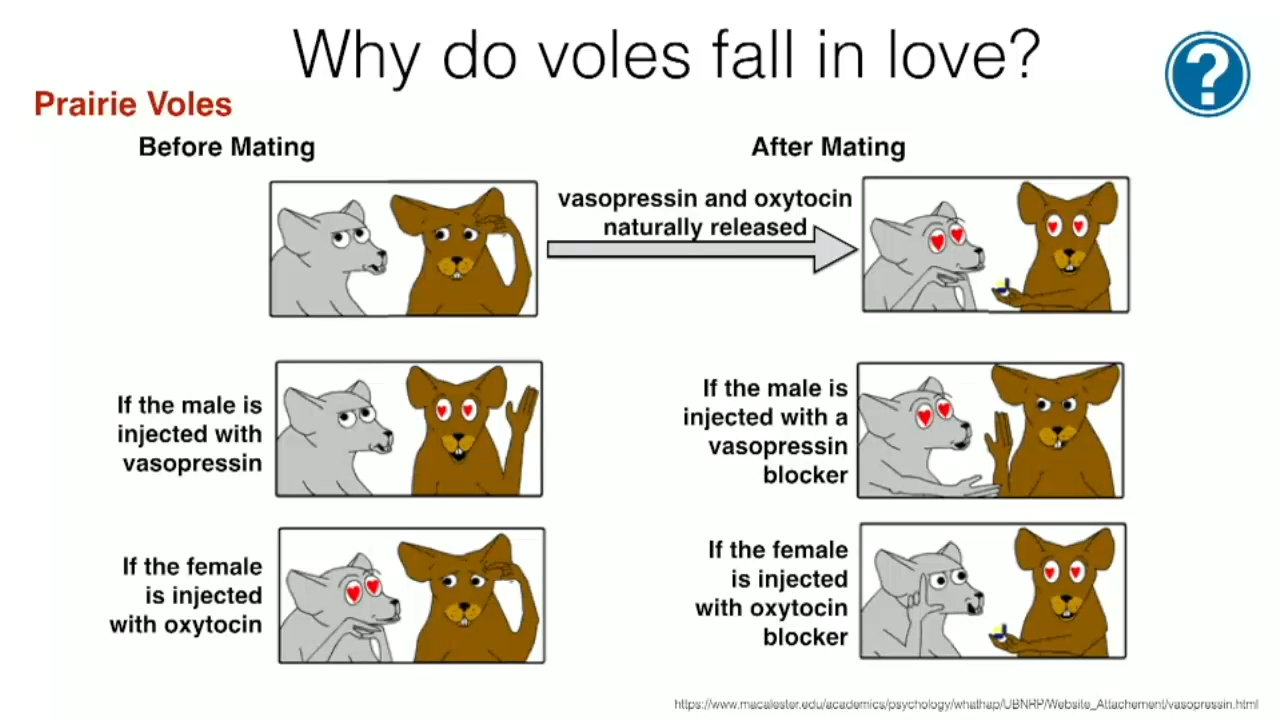 Why do voles fall in love?
?
Prairie Voles
Before Mating
After Mating
vasopressin and oxytocin
naturally released
If the male is
injected with
vasopressin
If the male is
injected with a
vasopressin
blocker
If the female
is injected
with oxytocin
If the female
is injected
with oxytocin
blocker
https://www.macalester.edu/academics/psychology/whathap/UBNRP/Website_Attachement/vasopressin.html